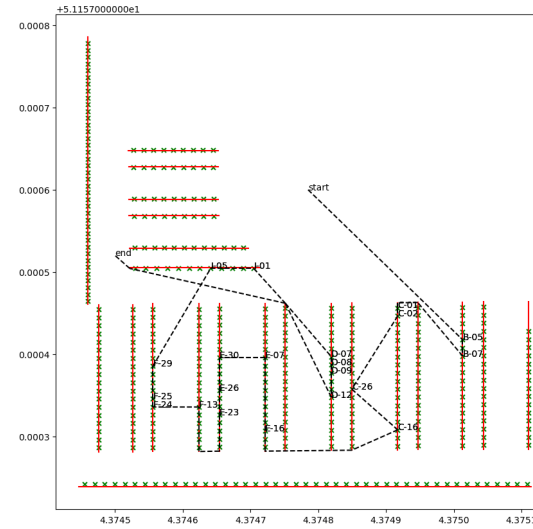 +5.1157000000e1
0.0008
0.0007
start
0.0006
end
J-05
J-01
0.0005
C-01
C-02
B-05
0.0004
E-30
E-07
D-07
B-07
F-29
D-08
D-09
E-26
C-26
F-25
D-12
F-24
F-13
E-23
0.0003
E-16
C-16
4.3745
4.3746
4.3747
4.3748
4.3749
4.3750